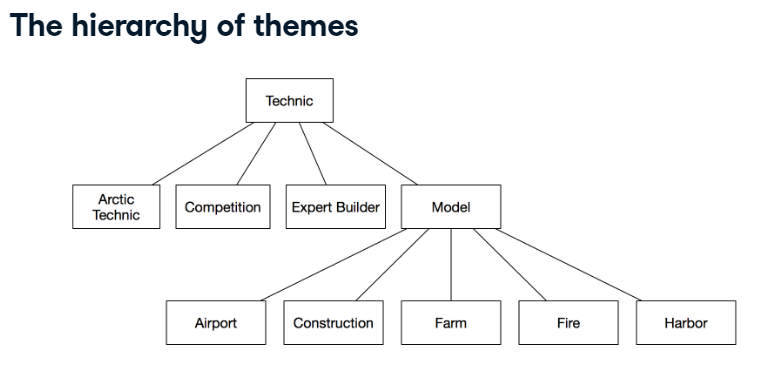 The hierarchy of themes
Technic
Arctic
Technic
Competition
Expert Builder
Model
Airport
Construction
Farm
Fire
Harbor